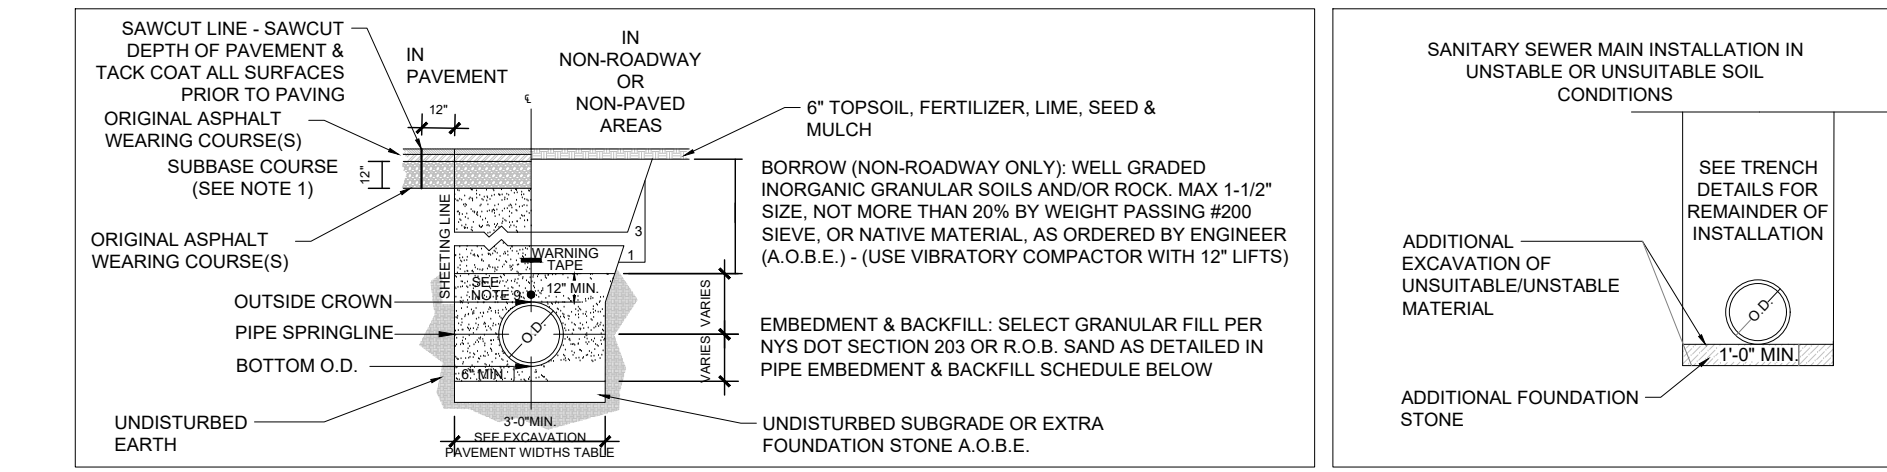 SAWCUT LINE - SAWCUT
DEPTH OF PAVEMENT &
TACK COAT ALL SURFACES
PRIOR TO PAVING
ORIGINAL ASPHALT
WEARING COURSE(S)
SUBBASE COURSE
(SEE NOTE 1)
ORIGINAL ASPHALT
WEARING COURSE(S)
OUTSIDE CROWN
PIPE SPRINGLINE
BOTTOM O.D.
UNDISTURBED
EARTH
IN
PAVEMENT
12"
12"
SHEETING LINE
℄
IN
NON-ROADWAY
OR
NON-PAVED
AREAS
3
1
WARNING
TAPE
SEE
NOTE 9
12" MIN.
O.D.
6" MIN
3'-0"MIN.
SEE EXCAVATION
PAVEMENT WIDTHS TABLE
VARIES
VARIES
6" TOPSOIL, FERTILIZER, LIME, SEED &
MULCH
BORROW (NON-ROADWAY ONLY): WELL GRADED
INORGANIC GRANULAR SOILS AND/OR ROCK. MAX 1-1/2"
SIZE, NOT MORE THAN 20% BY WEIGHT PASSING #200
SIEVE, OR NATIVE MATERIAL, AS ORDERED BY ENGINEER
(A.O.B.E.) - (USE VIBRATORY COMPACTOR WITH 12" LIFTS)
EMBEDMENT & BACKFILL: SELECT GRANULAR FILL PER
NYS DOT SECTION 203 OR R.O.B. SAND AS DETAILED IN
PIPE EMBEDMENT & BACKFILL SCHEDULE BELOW
UNDISTURBED SUBGRADE OR EXTRA
FOUNDATION STONE A.O.B.E.
SANITARY SEWER MAIN INSTALLATION IN
UNSTABLE OR UNSUITABLE SOIL
CONDITIONS
SEE TRENCH
DETAILS FOR
REMAINDER OF
INSTALLATION
ADDITIONAL
EXCAVATION OF
UNSUITABLE/UNSTABLE
MATERIAL
O.D.
1'-0" MIN.
ADDITIONAL FOUNDATION
STONE